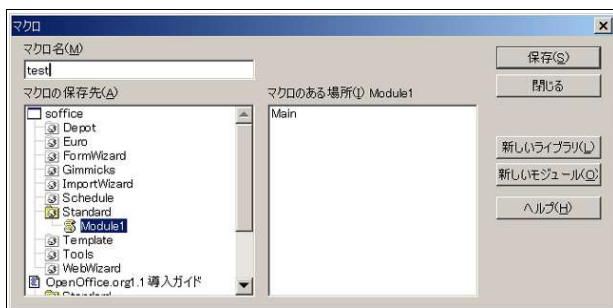 マクロ
マクロ名(M)
test
保存(S)
閉じる
マクロの保存先(A)
マクロのある場所(I) Module1
soffice
Depot
Euro
FormWizard
Gimmicks
ImportWizard
Schedule
Standard
Module1
Template
Tools
WebWizard
OpenOffice.org1.1 導入ガイド
Standard
Main
新しいライブラリ(L)
新しいモジュール(O)
ヘルプ(H)